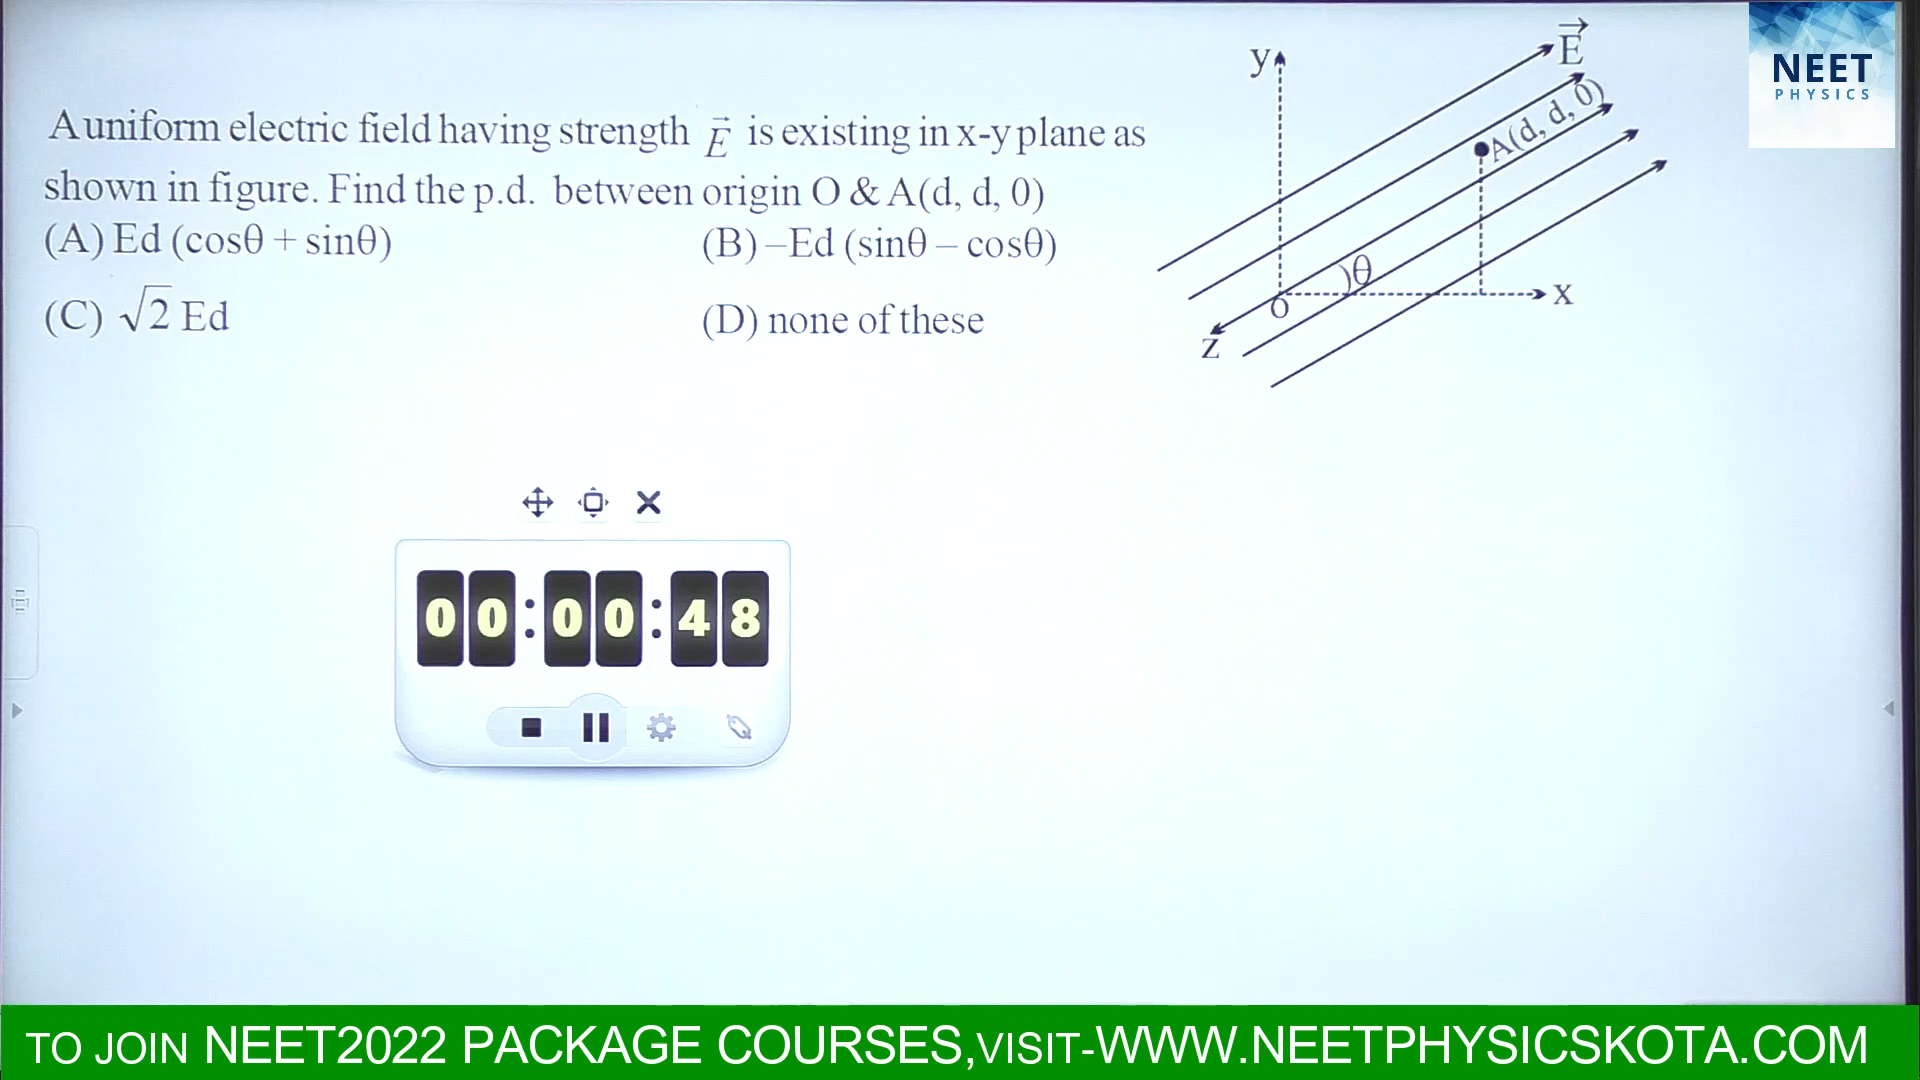 A uniform electric field having strength E⃗ is existing in x-y plane as
shown in figure. Find the p.d. between origin O & A(d, d, 0)
(A) Ed (cosθ + sinθ)
(B) –Ed (sinθ – cosθ)
(C) √2 Ed
(D) none of these
y
E⃗
A(d, d, 0)
θ
O
x
z
NEET
PHYSICS
00:00:48
TO JOIN NEET2022 PACKAGE COURSES,VISIT-WWW.NEETPHYSICSKOTA.COM